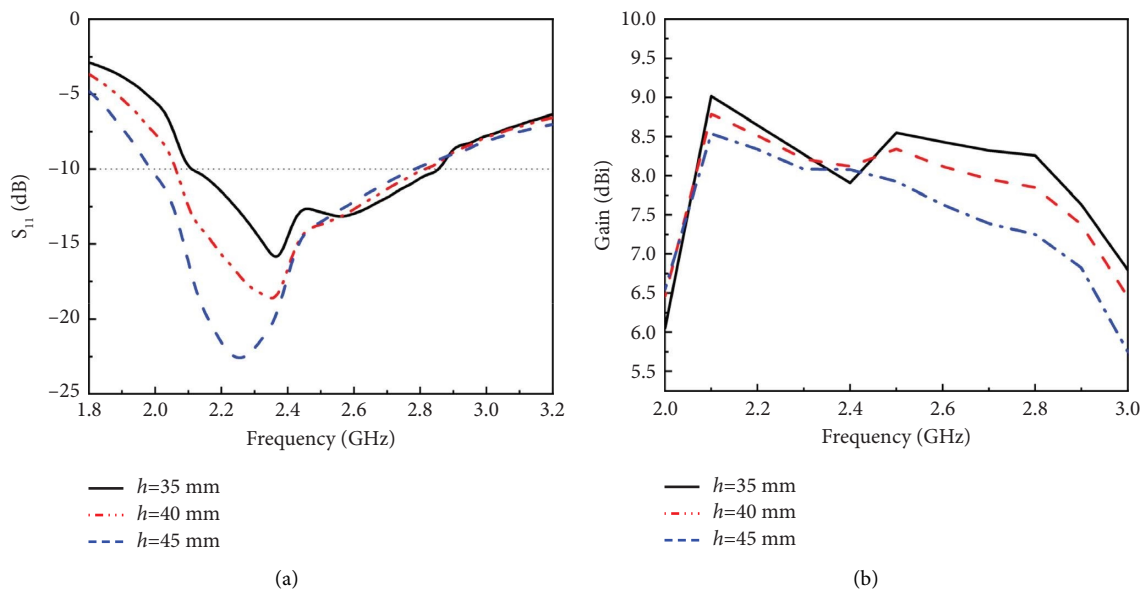 0
−5
−10
−15
−20
−25
S₁₁ (dB)
1.8 2.0 2.2 2.4 2.6 2.8 3.0 3.2
Frequency (GHz)
h=35 mm
h=40 mm
h=45 mm
(a)
10.0
9.5
9.0
8.5
8.0
7.5
7.0
6.5
6.0
5.5
Gain (dBi)
2.0 2.2 2.4 2.6 2.8 3.0
Frequency (GHz)
h=35 mm
h=40 mm
h=45 mm
(b)